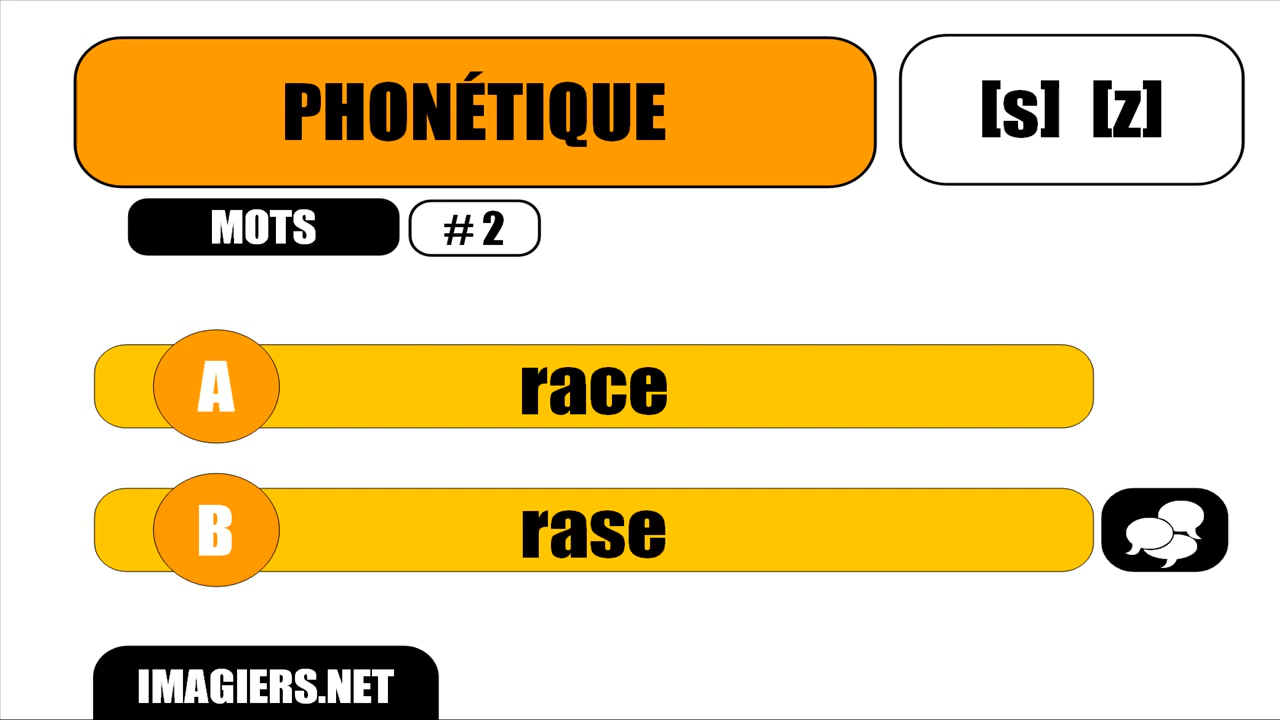 PHONÉTIQUE
[s] [z]
MOTS
# 2
A race
B rase
IMAGIERS.NET